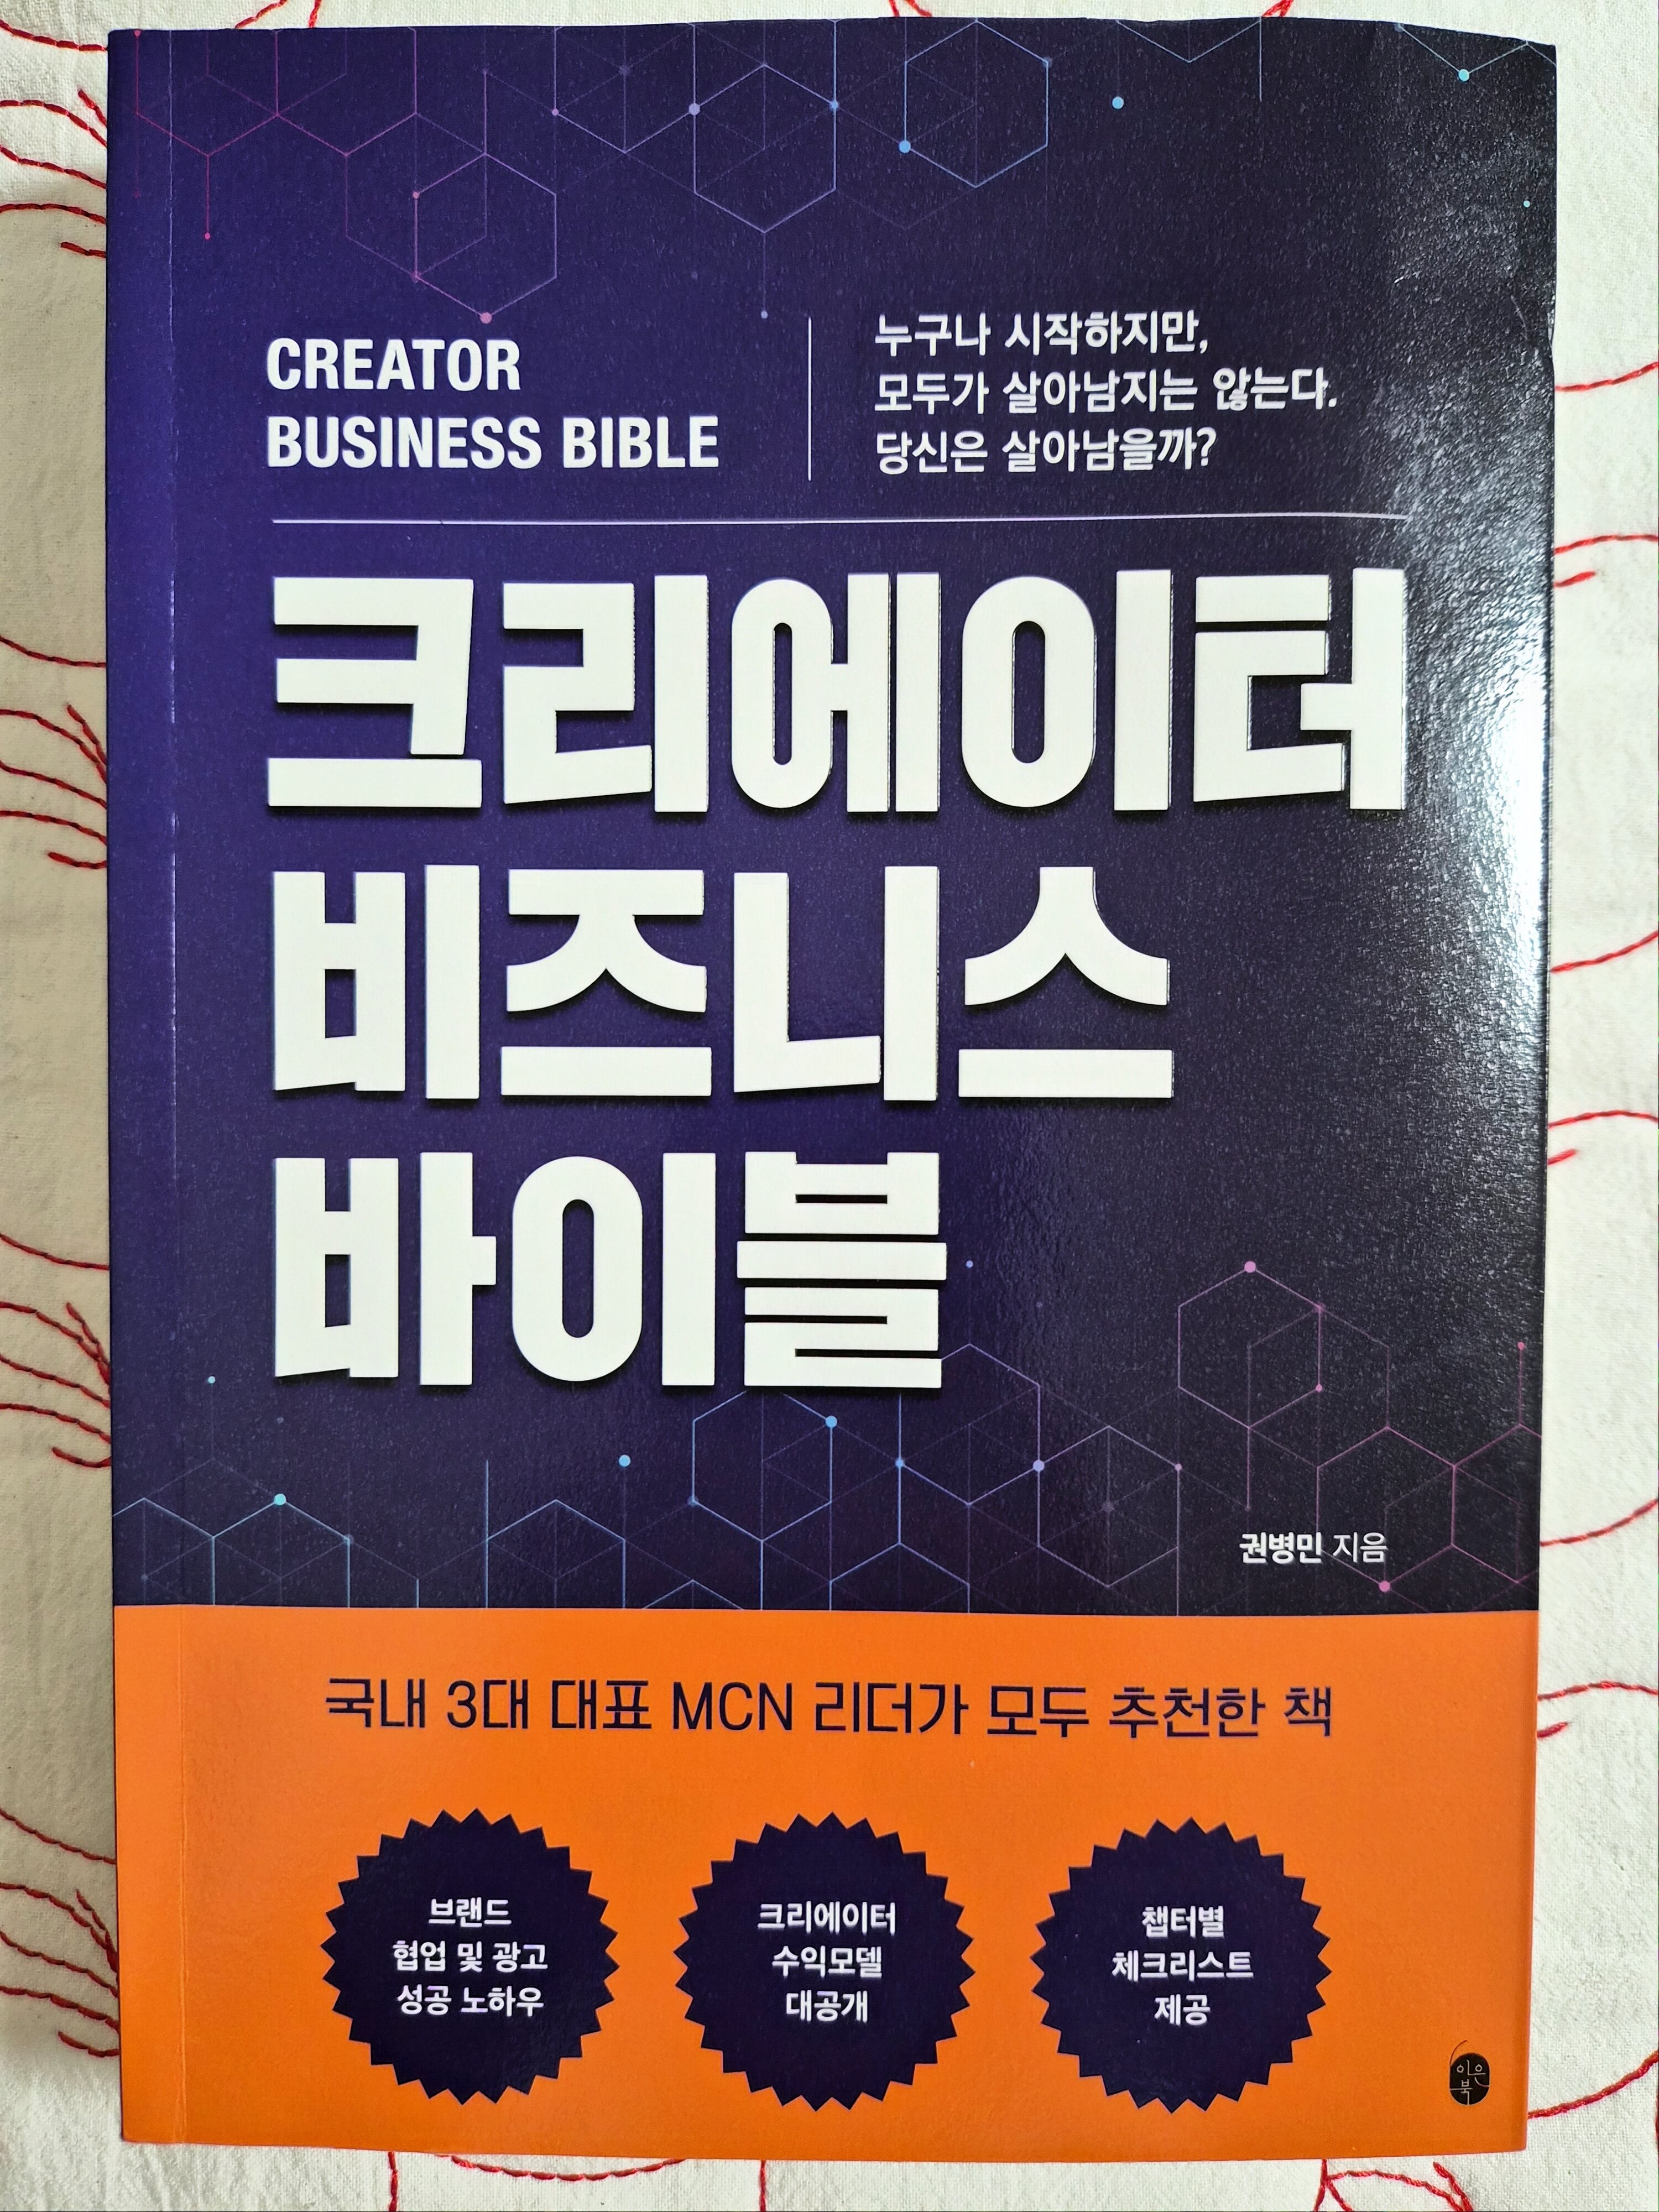 CREATOR
BUSINESS BIBLE
누구나 시작하지만,
모두가 살아남지는 않는다.
당신은 살아남을까?
크리에이터
비즈니스
바이블
권병민 지음
국내 3대 대표 MCN 리더가 모두 추천한 책
브랜드
협업 및 광고
성공 노하우
크리에이터
수익모델
대공개
챕터별
체크리스트
제공
이은
북